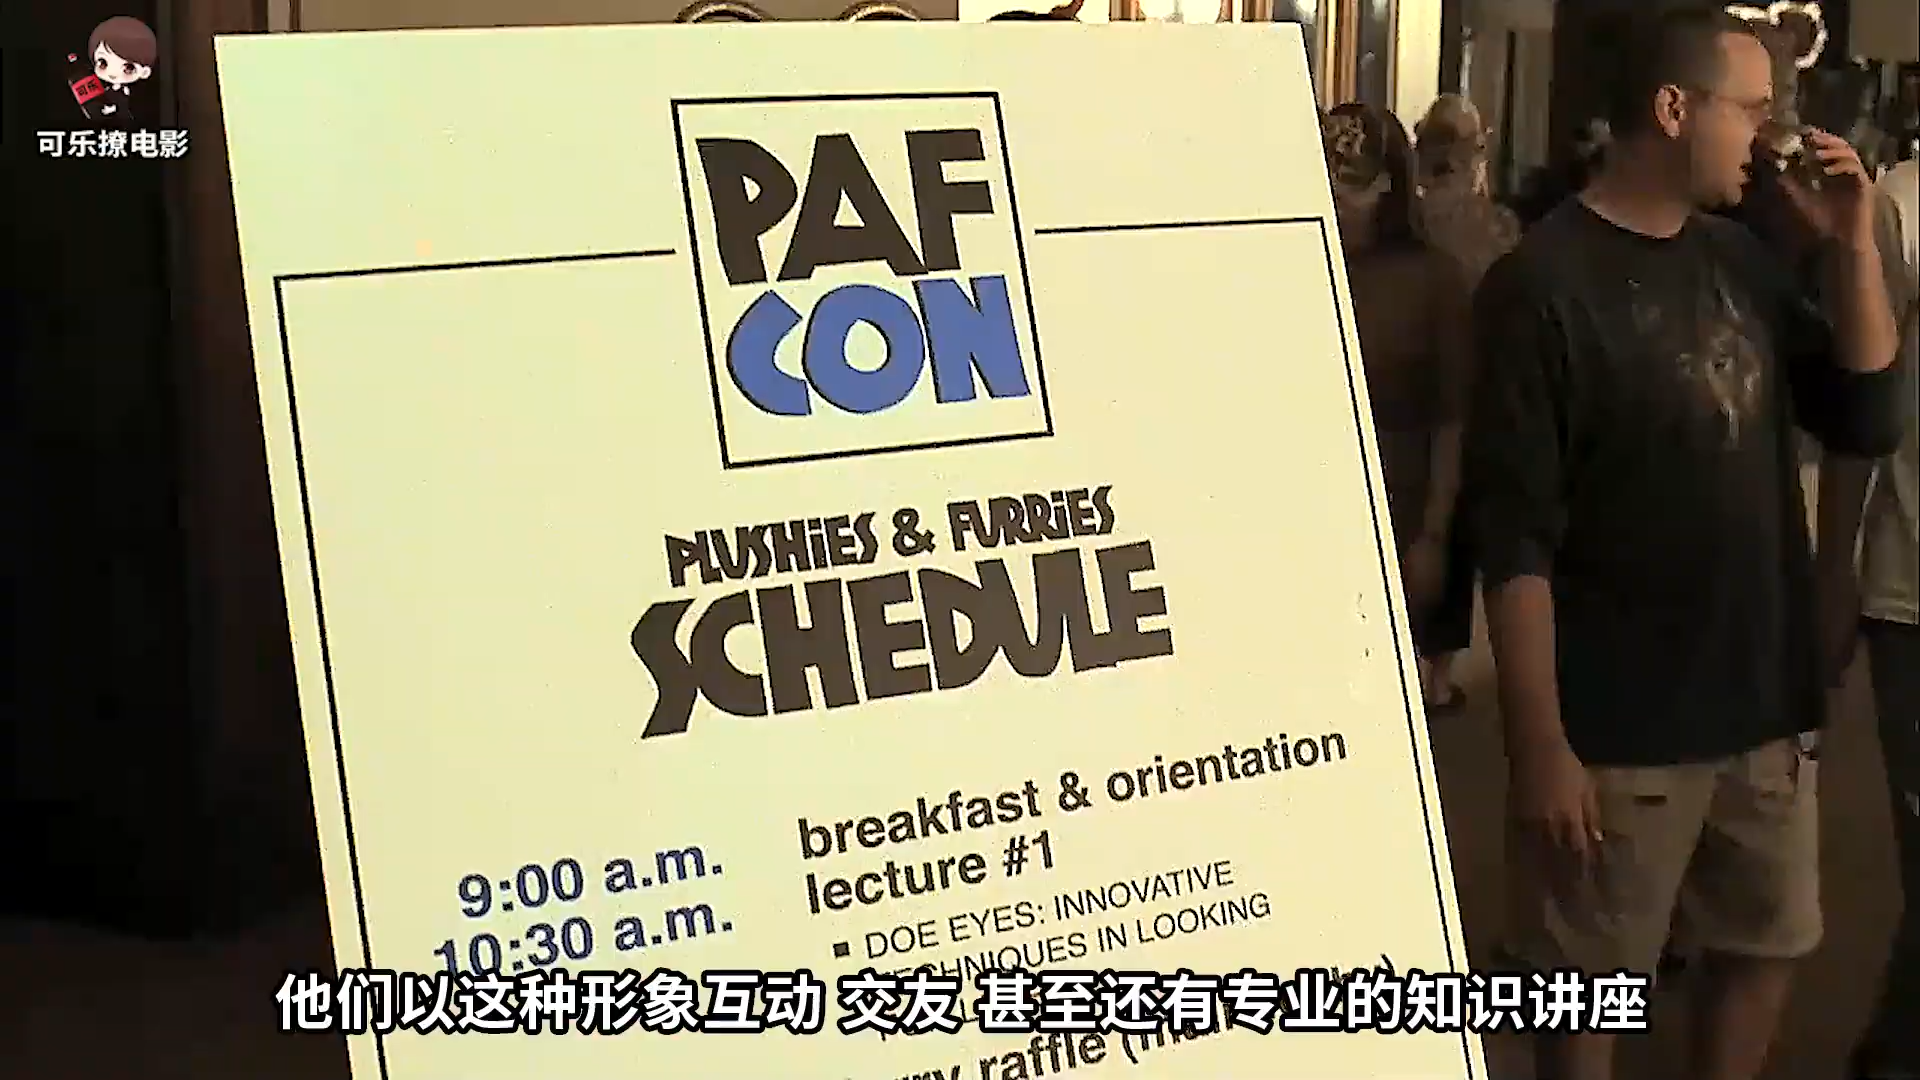 可乐
可乐撩电影
PAF
CON
PLUSHiES & FURRiES
SCHEDULE
9:00 a.m. breakfast & orientation
10:30 a.m. lecture #1
▪ DOE EYES: INNOVATIVE
TECHNIQUES IN LOOKING
raffle
他们以这种形象互动 交友 甚至还有专业的知识讲座